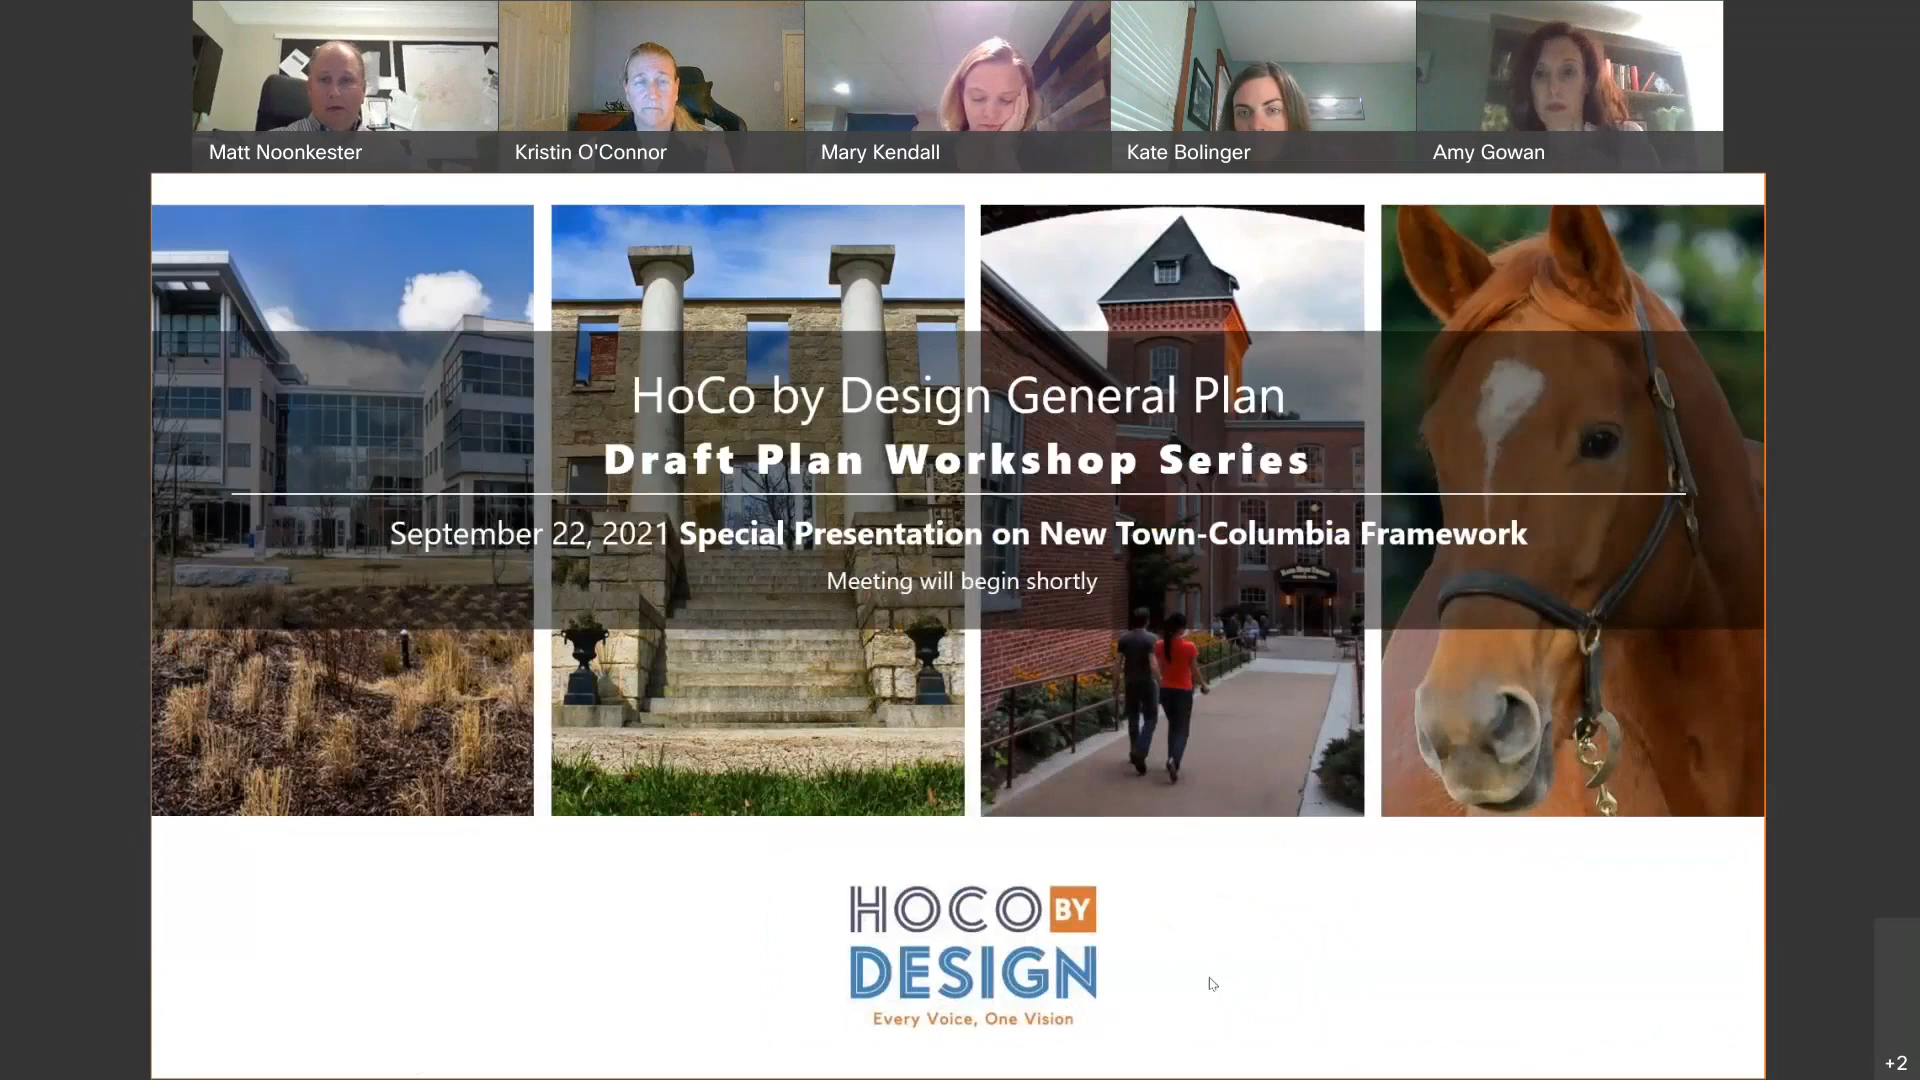 Matt Noonkester
Kristin O'Connor
Mary Kendall
Kate Bolinger
Amy Gowan
HoCo by Design General Plan
Draft Plan Workshop Series
September 22, 2021 Special Presentation on New Town-Columbia Framework
Meeting will begin shortly
HOCO BY
DESIGN
Every Voice, One Vision
+2